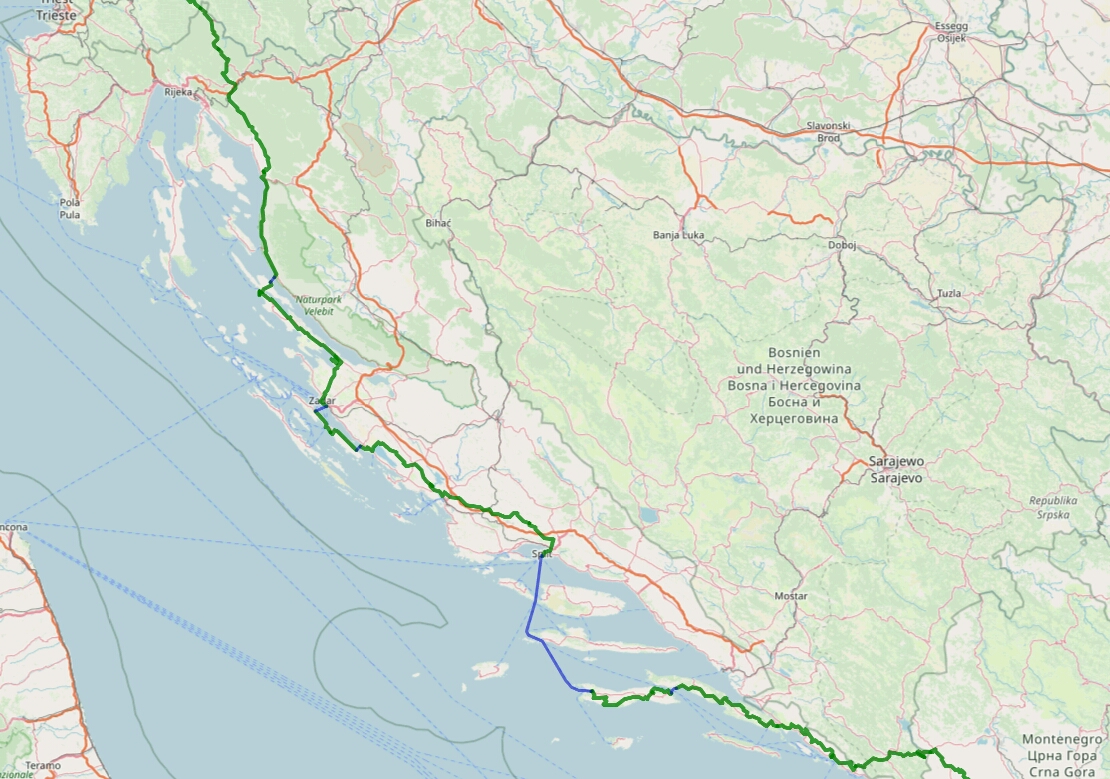 Triest
Trieste
Essegg
Osijek
Rijeka
Slavonski
Brod
Pola
Pula
Bihać
Banja Luka
Doboj
Tuzla
Naturpark
Velebit
Bosnien
und Herzegowina
Bosna i Hercegovina
Босна и
Херцеговина
Zadar
Sarajewo
Sarajevo
Republika
Srpska
ncona
Split
Mostar
Montenegro
Црна Гора
Crna Gora
Teramo
nazionale